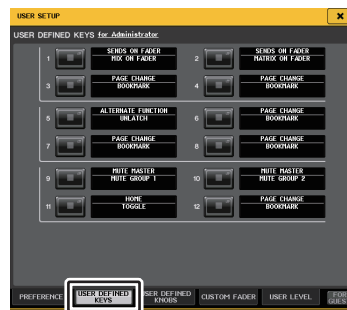 USER SETUP
USER DEFINED KEYS for Administrator
1 SENDS ON FADER
MIX ON FADER
2 SENDS ON FADER
MATRIX ON FADER
3 PAGE CHANGE
BOOKMARK
4 PAGE CHANGE
BOOKMARK
5 ALTERNATE FUNCTION
UNLATCH
6 PAGE CHANGE
BOOKMARK
7 PAGE CHANGE
BOOKMARK
8 PAGE CHANGE
BOOKMARK
9 MUTE MASTER
MUTE GROUP 1
10 MUTE MASTER
MUTE GROUP 2
11 HOME
TOGGLE
12 PAGE CHANGE
BOOKMARK
PREFERENCE
USER DEFINED
KEYS
USER DEFINED
KNOBS
CUSTOM FADER
USER LEVEL
FOR
GUEST